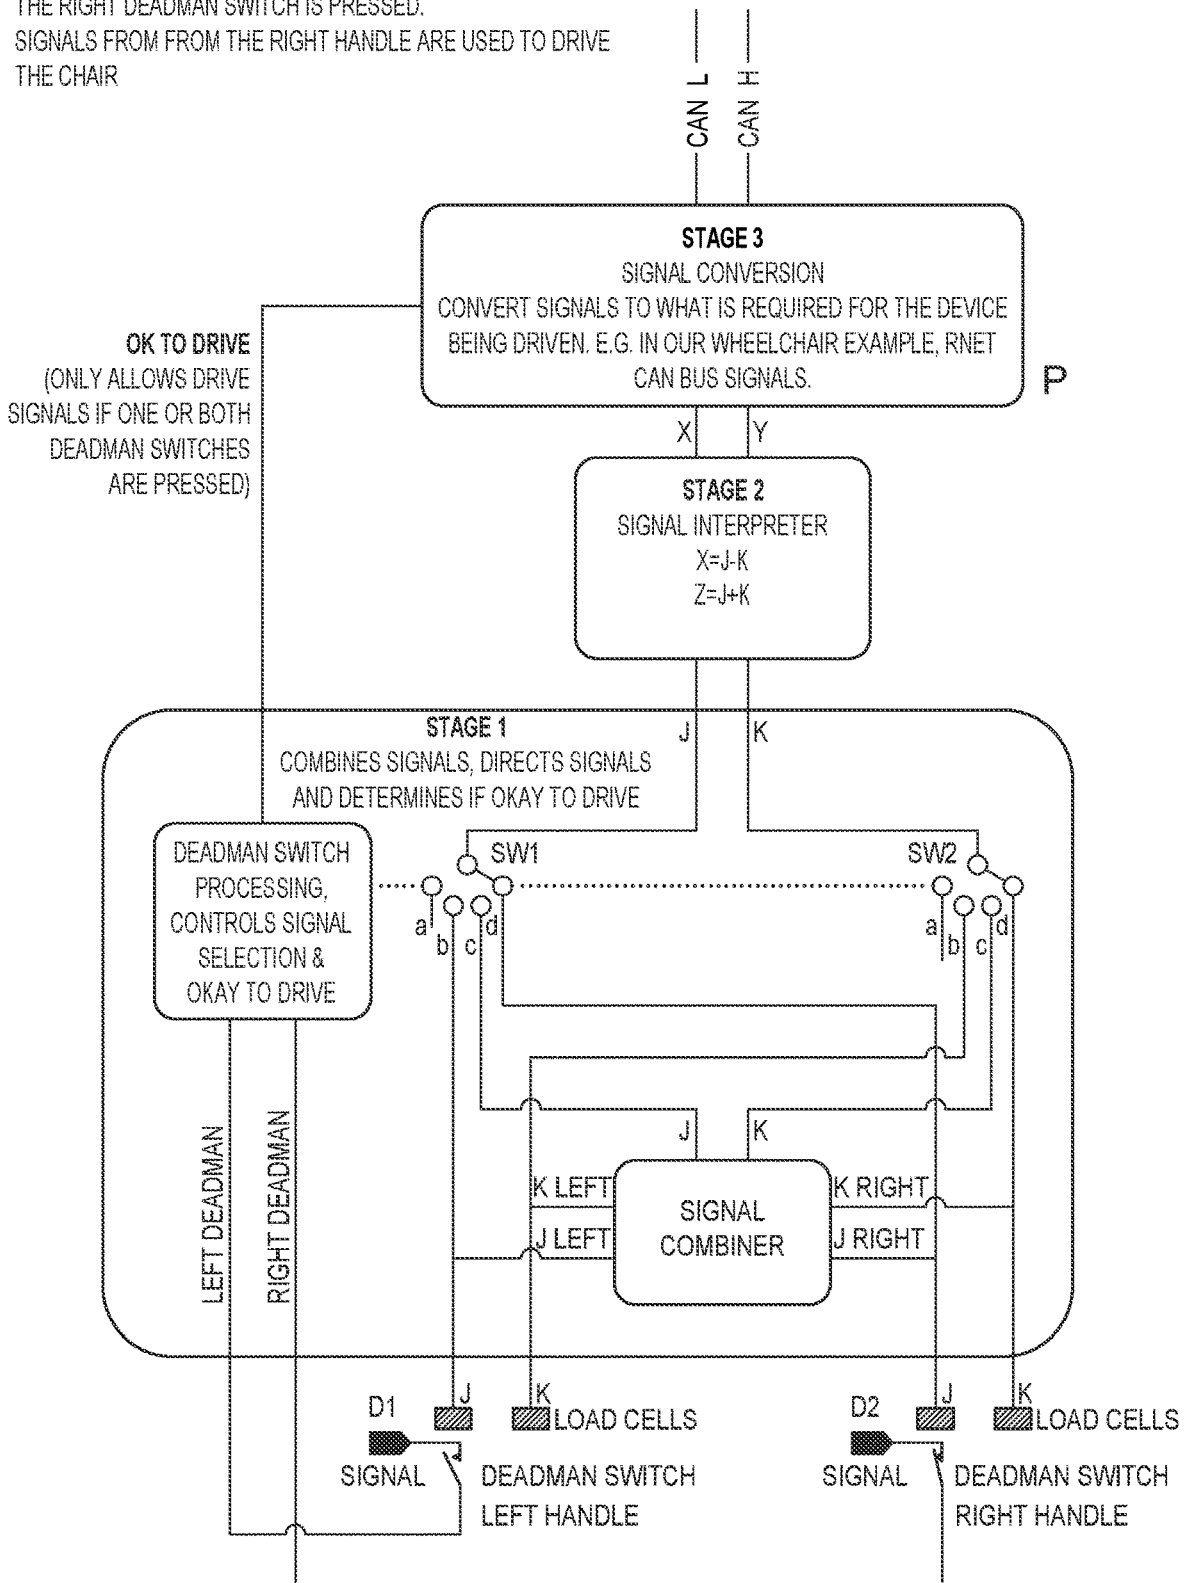 THE RIGHT DEADMAN SWITCH IS PRESSED.
SIGNALS FROM FROM THE RIGHT HANDLE ARE USED TO DRIVE
THE CHAIR
CAN L
CAN H
STAGE 3
SIGNAL CONVERSION
CONVERT SIGNALS TO WHAT IS REQUIRED FOR THE DEVICE
BEING DRIVEN. E.G. IN OUR WHEELCHAIR EXAMPLE, RNET
CAN BUS SIGNALS.
P
OK TO DRIVE
(ONLY ALLOWS DRIVE
SIGNALS IF ONE OR BOTH
DEADMAN SWITCHES
ARE PRESSED)
X
Y
STAGE 2
SIGNAL INTERPRETER
X=J-K
Z=J+K
STAGE 1
COMBINES SIGNALS, DIRECTS SIGNALS
AND DETERMINES IF OKAY TO DRIVE
J
K
DEADMAN SWITCH
PROCESSING,
CONTROLS SIGNAL
SELECTION &
OKAY TO DRIVE
SW1
SW2
a
b
c
d
a
b
c
d
J
K
LEFT DEADMAN
RIGHT DEADMAN
K LEFT
J LEFT
SIGNAL
COMBINER
K RIGHT
J RIGHT
D1
J
K
LOAD CELLS
SIGNAL
DEADMAN SWITCH
LEFT HANDLE
D2
J
K
LOAD CELLS
SIGNAL
DEADMAN SWITCH
RIGHT HANDLE